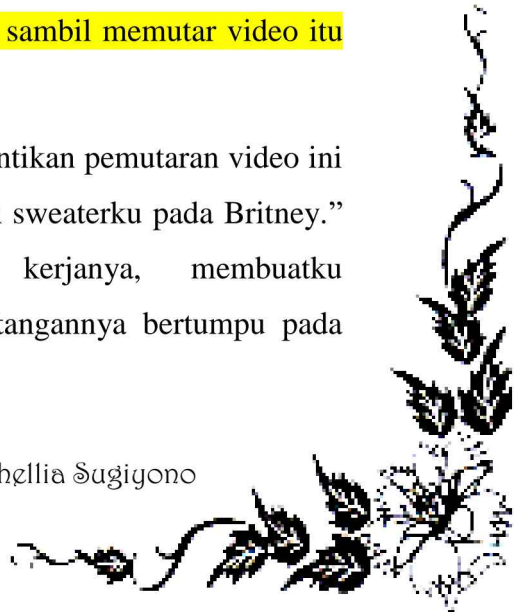 sambil memutar video itu
ntikan pemutaran video ini
sweaterku pada Britney.”
kerjanya, membuatku
tangannya bertumpu pada
hellia Sugiyono